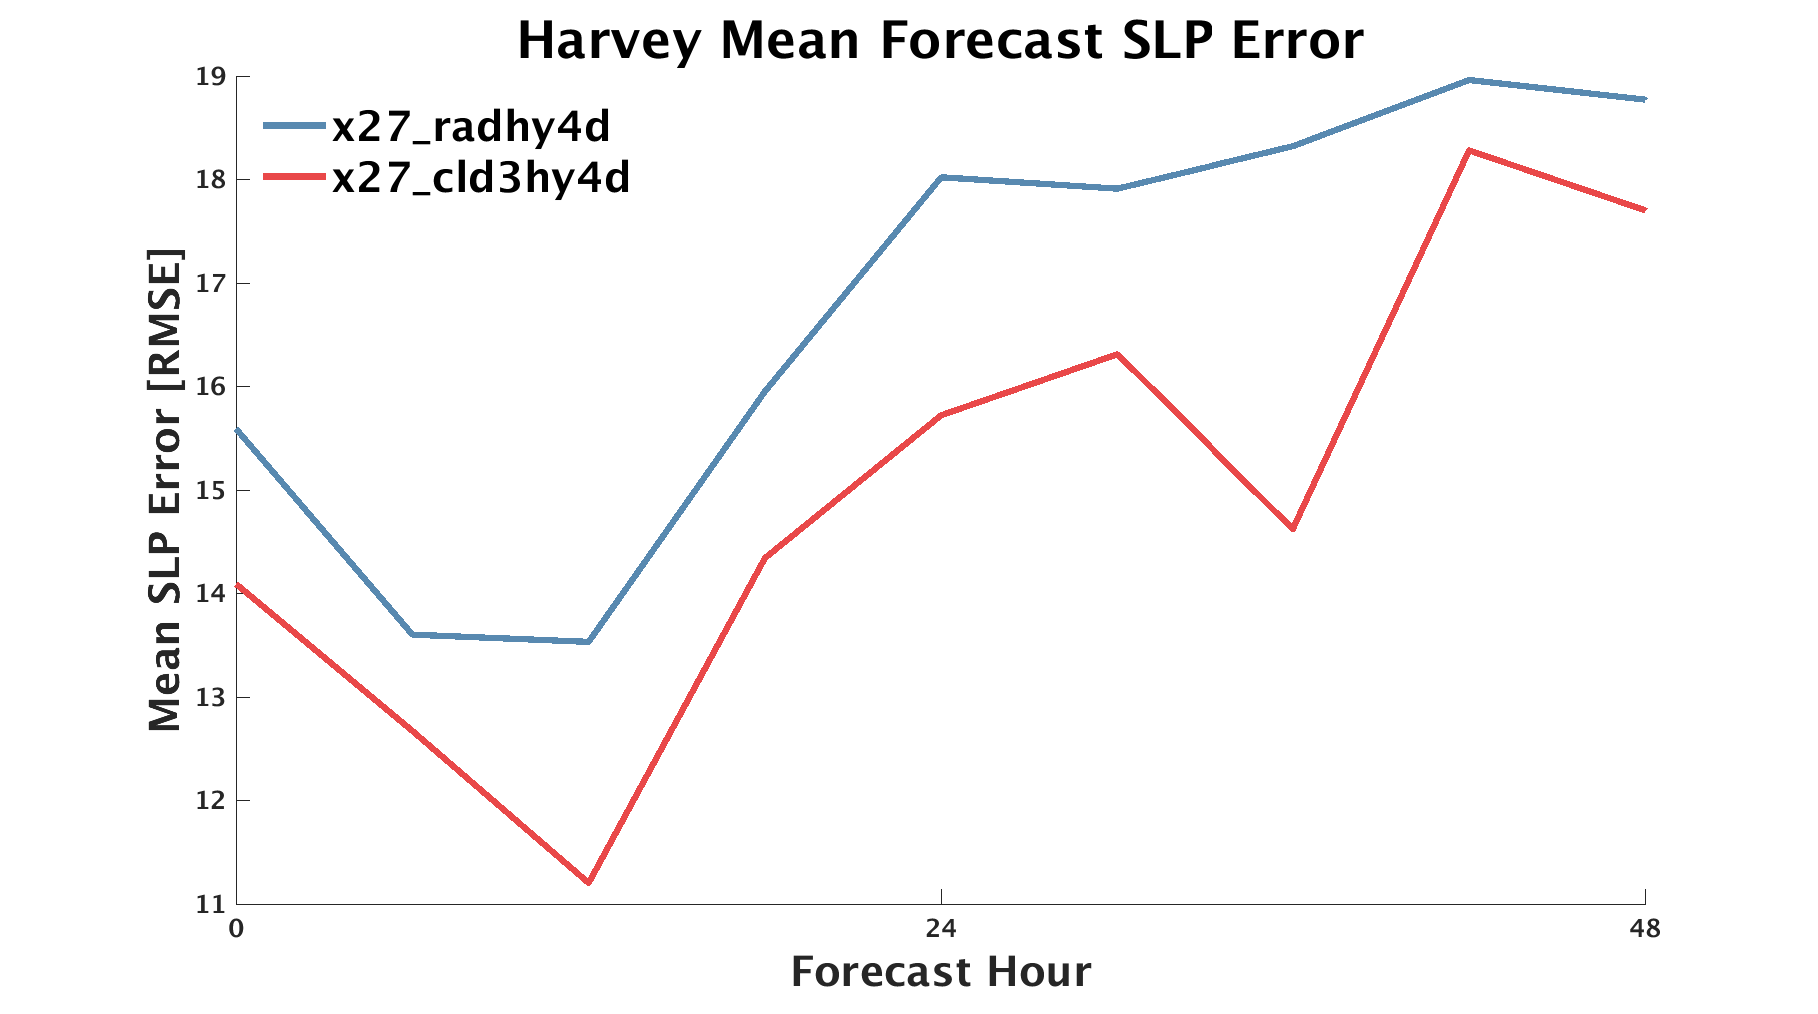 Harvey Mean Forecast SLP Error
x27_radhy4d
x27_cld3hy4d
Mean SLP Error [RMSE]
19
18
17
16
15
14
13
12
11
0 24 48
Forecast Hour